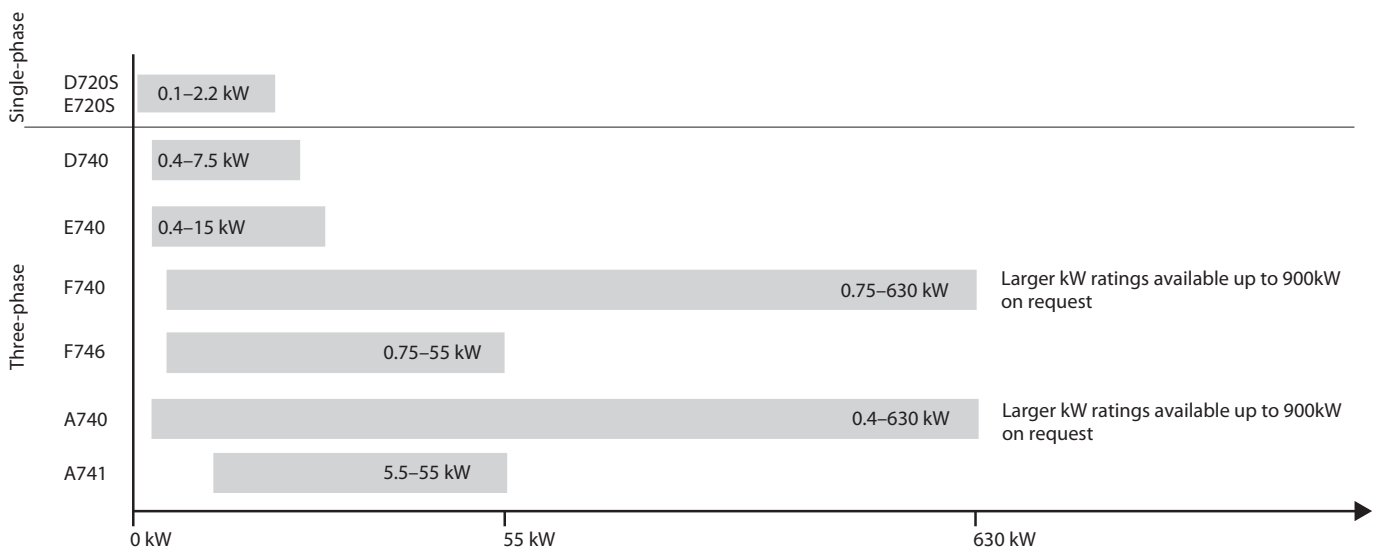 Single-phase
D720S
E720S
0.1–2.2 kW
Three-phase
D740
0.4–7.5 kW
E740
0.4–15 kW
F740
0.75–630 kW
Larger kW ratings available up to 900kW
on request
F746
0.75–55 kW
A740
0.4–630 kW
Larger kW ratings available up to 900kW
on request
A741
5.5–55 kW
0 kW
55 kW
630 kW